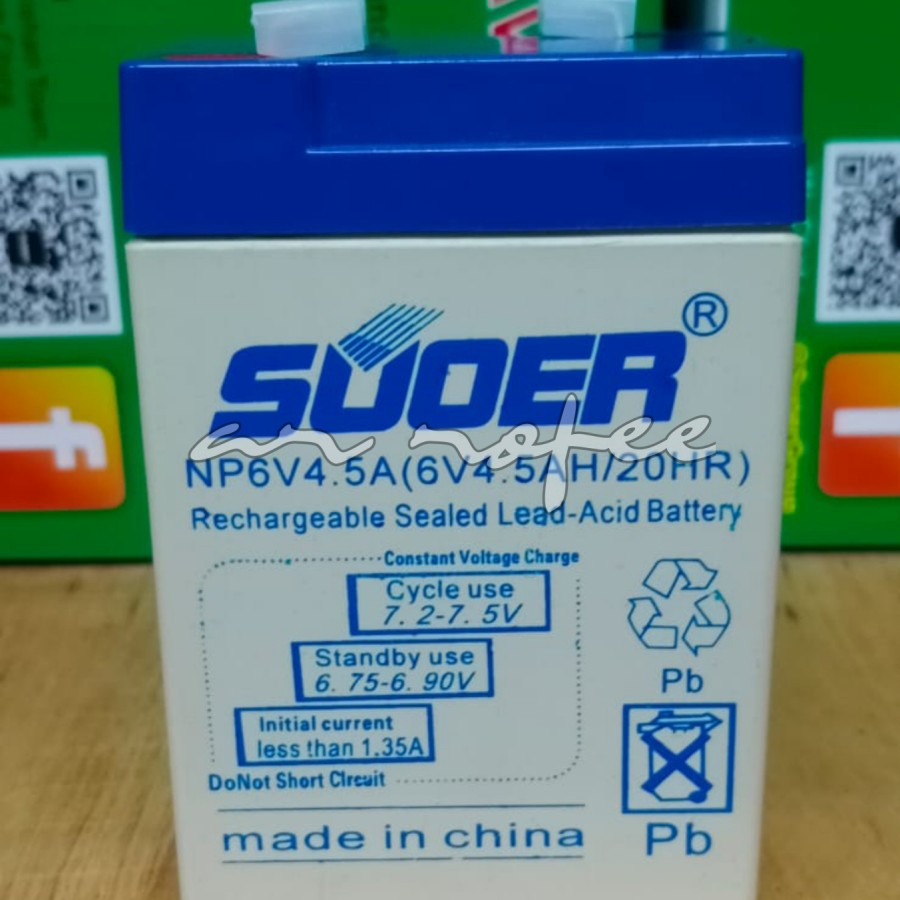 SUOER ®
ar rofee
NP6V4.5A(6V4.5AH/20HR)
Rechargeable Sealed Lead-Acid Battery
Constant Voltage Charge
Cycle use
7.2-7.5V
Standby use
6.75-6.90V
Initial current
less than 1.35A
DoNot Short CIrcuit
made in china
Pb
Pb